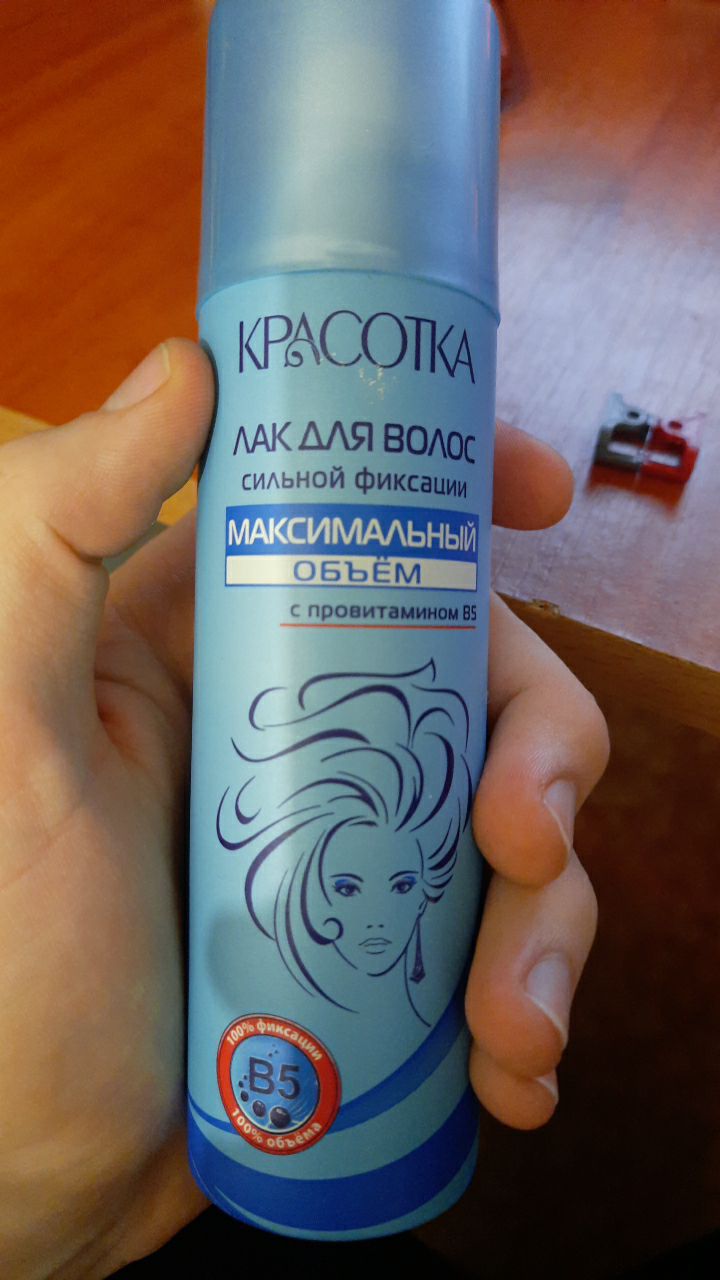 КРАСОТКА
ЛАК ДЛЯ ВОЛОС
СИЛЬНОЙ ФИКСАЦИИ
МАКСИМАЛЬНЫЙ
ОБЪЁМ
с провитамином B5
100% фиксации
B5
100% объёма